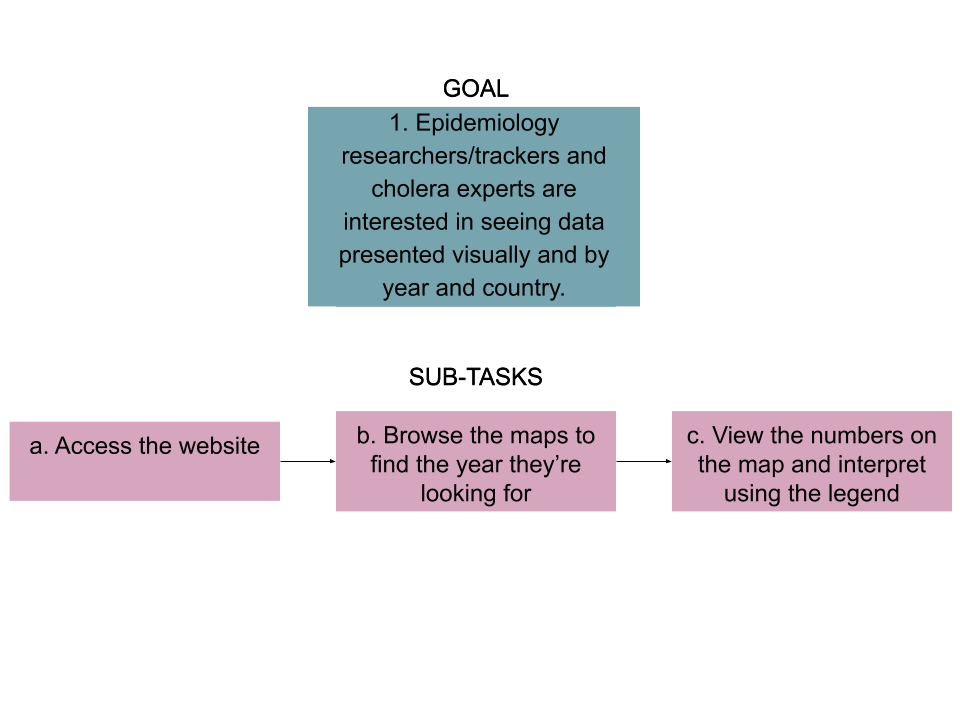 GOAL
1. Epidemiology
researchers/trackers and
cholera experts are
interested in seeing data
presented visually and by
year and country.
SUB-TASKS
a. Access the website
b. Browse the maps to
find the year they’re
looking for
c. View the numbers on
the map and interpret
using the legend